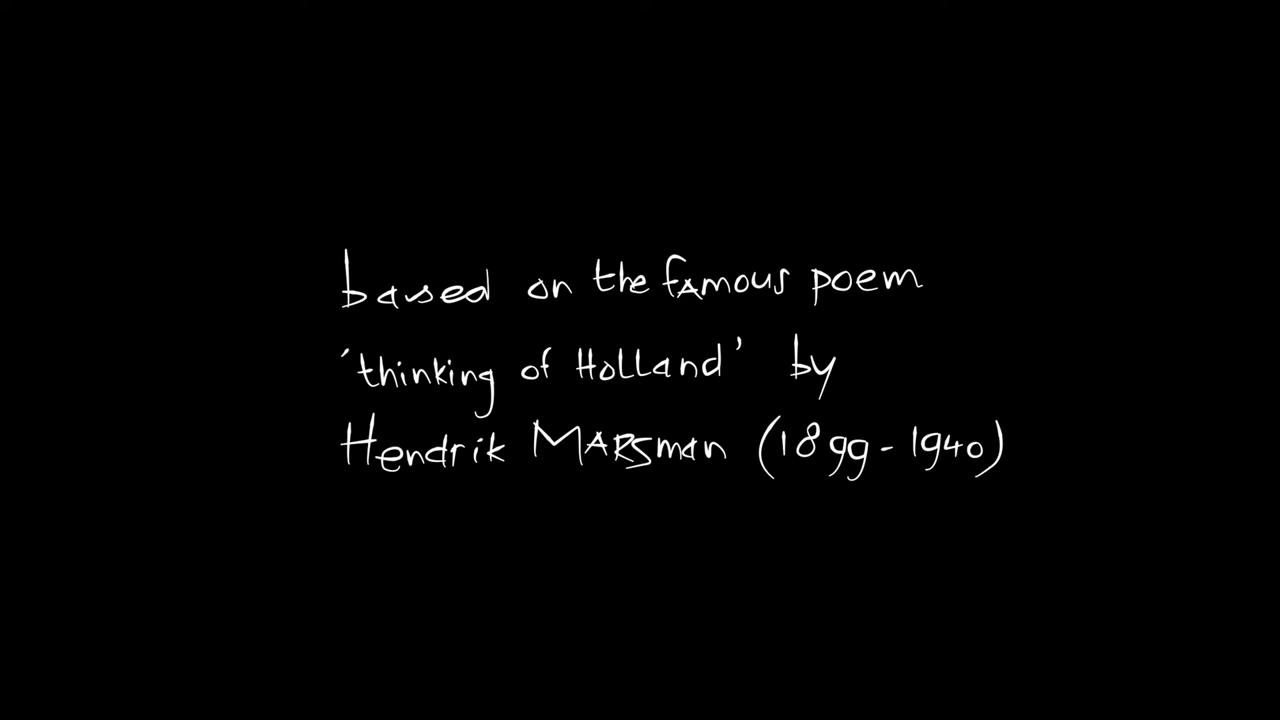 based on the famous poem
'thinking of Holland' by
Hendrik Marsman (1899-1940)